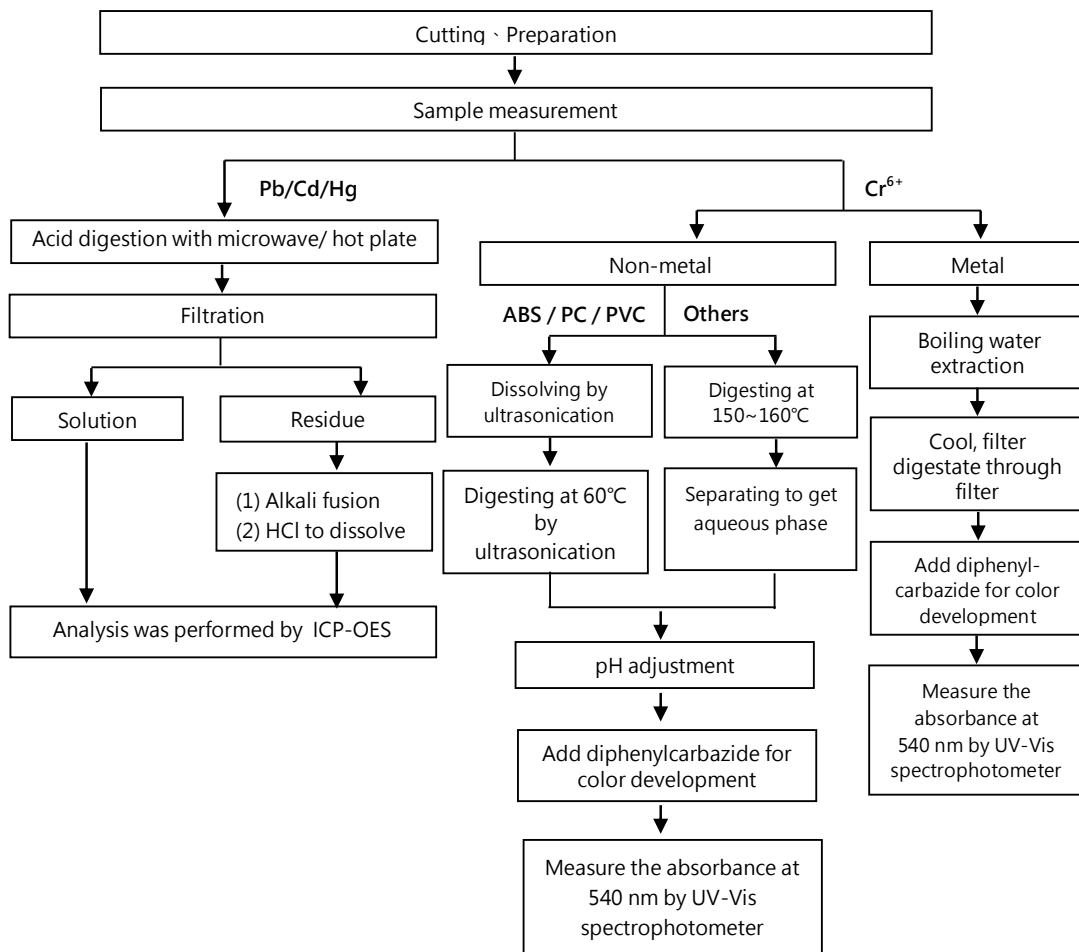 Cutting、Preparation
Sample measurement
Pb/Cd/Hg
Cr⁶⁺
Acid digestion with microwave/ hot plate
Non-metal
Metal
Filtration
ABS / PC / PVC
Others
Boiling water
extraction
Solution
Residue
Dissolving by
ultrasonication
Digesting at
150~160℃
Cool, filter
digestate through
filter
(1) Alkali fusion
(2) HCl to dissolve
Digesting at 60℃
by
ultrasonication
Separating to get
aqueous phase
Add diphenyl-
carbazide for color
development
Analysis was performed by ICP-OES
pH adjustment
Measure the
absorbance at
540 nm by UV-Vis
spectrophotometer
Add diphenylcarbazide for
color development
Measure the absorbance at
540 nm by UV-Vis
spectrophotometer